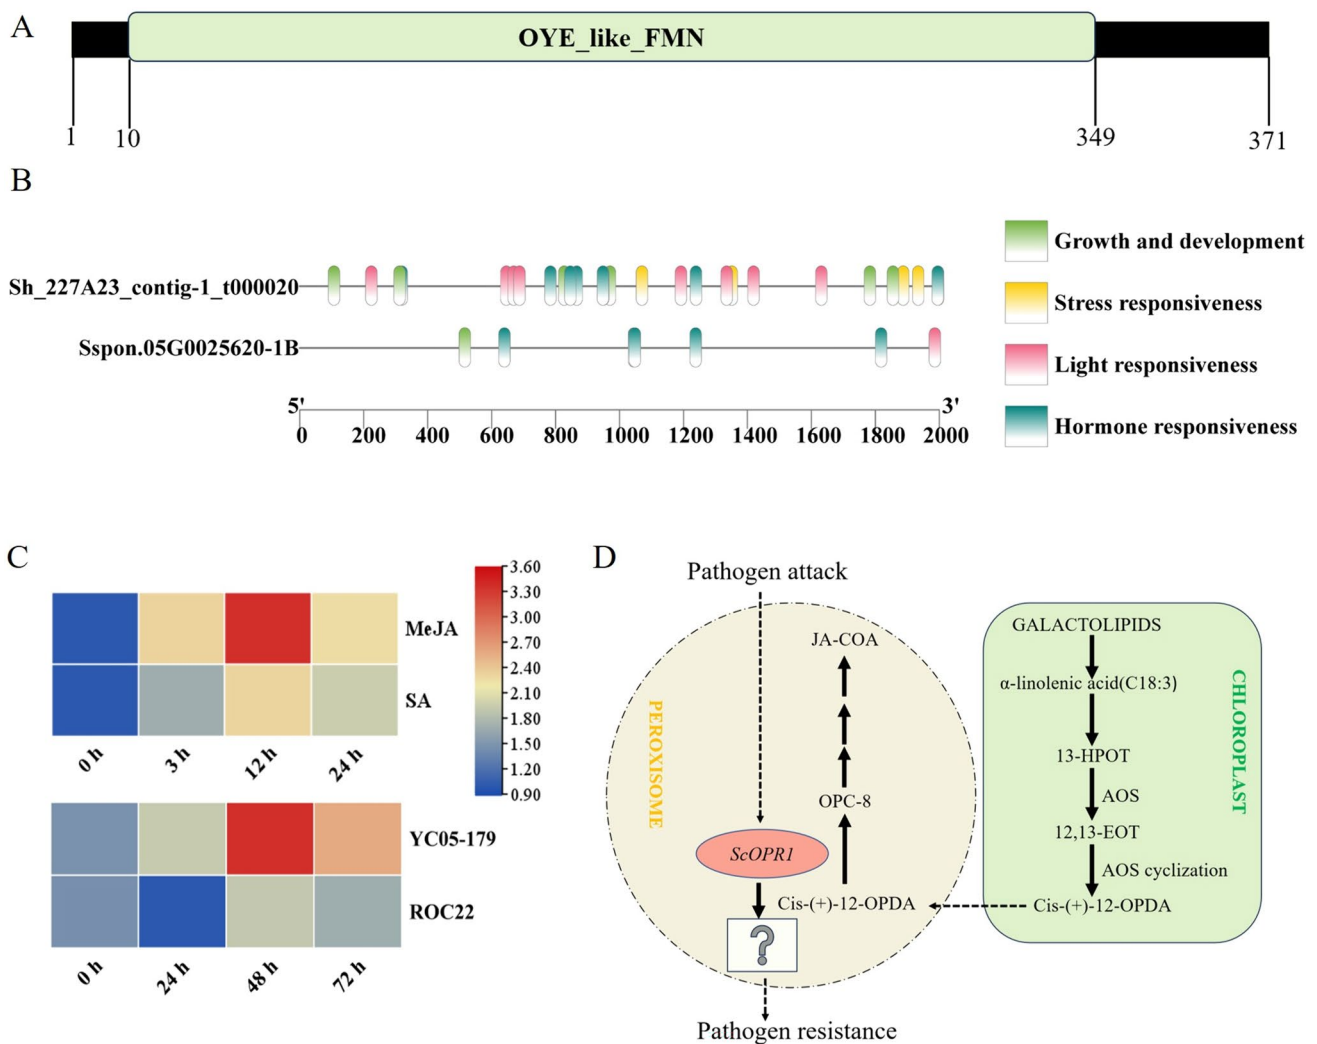 A
OYE_like_FMN
1
10
349
371
B
Sh_227A23_contig-1_t000020
Sspon.05G0025620-1B
5'
3'
0 200 400 600 800 1000 1200 1400 1600 1800 2000
Growth and development
Stress responsiveness
Light responsiveness
Hormone responsiveness
C
MeJA
SA
0 h
3 h
12 h
24 h
YC05-179
ROC22
0 h
24 h
48 h
72 h
3.60
3.30
3.00
2.70
2.40
2.10
1.80
1.50
1.20
0.90
D
Pathogen attack
PEROXISOME
JA-COA
OPC-8
ScOPR1
Cis-(+)-12-OPDA
?
Pathogen resistance
CHLOROPLAST
GALACTOLIPIDS
α-linolenic acid(C18:3)
13-HPOT
AOS
12,13-EOT
AOS cyclization
Cis-(+)-12-OPDA